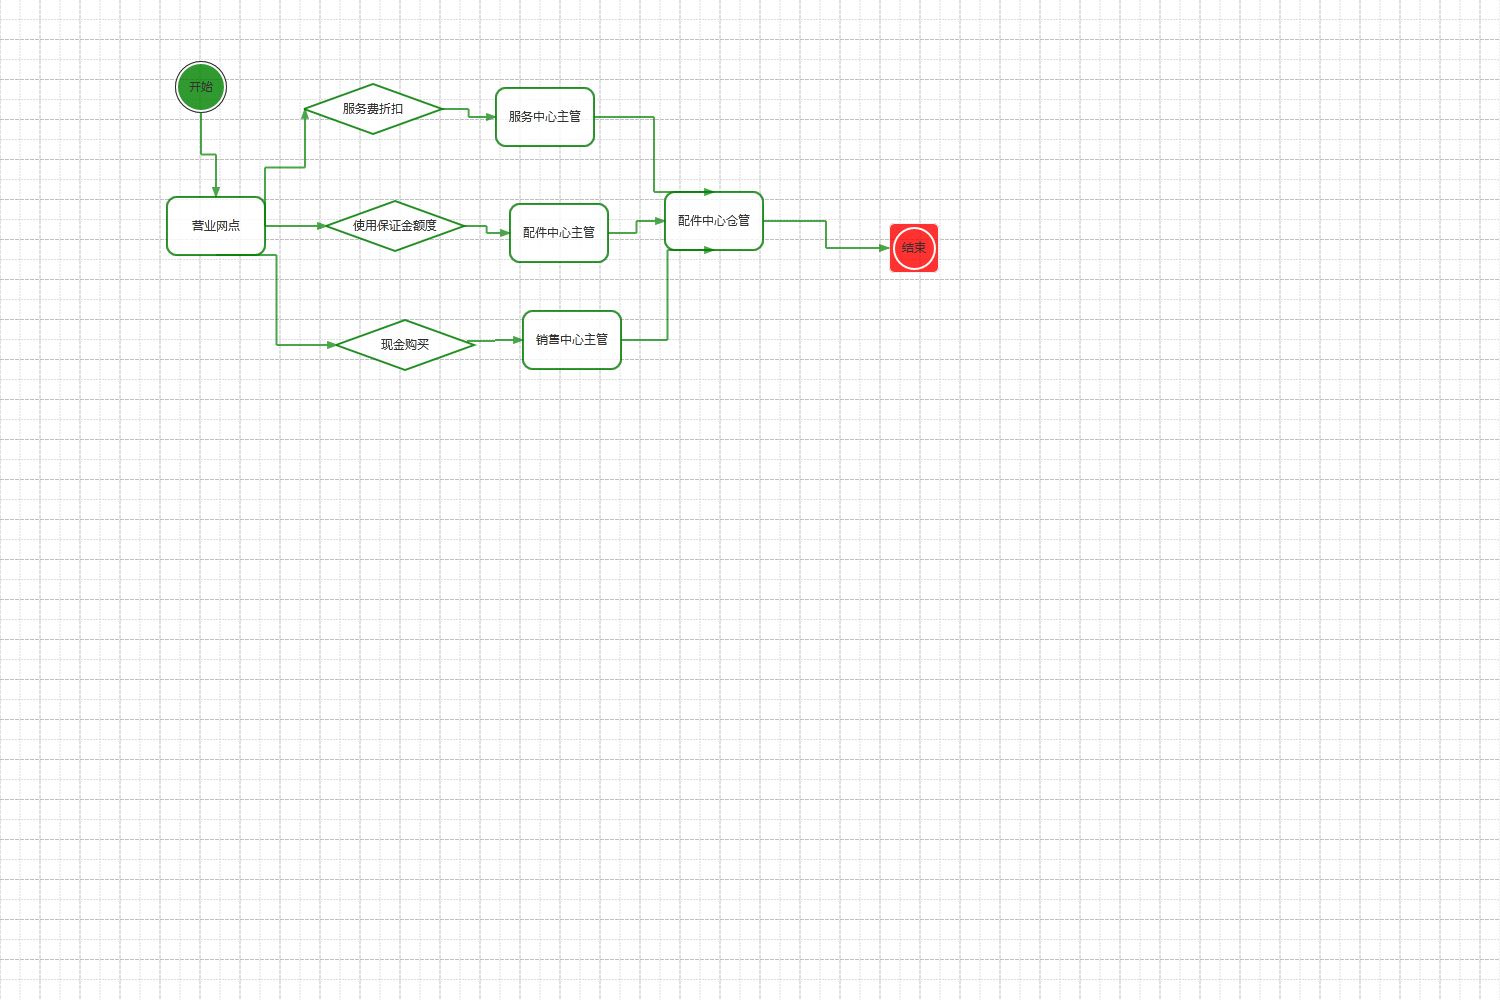 开始
服务费折扣
服务中心主管
营业网点
使用保证金额度
配件中心主管
配件中心仓管
结束
现金购买
销售中心主管